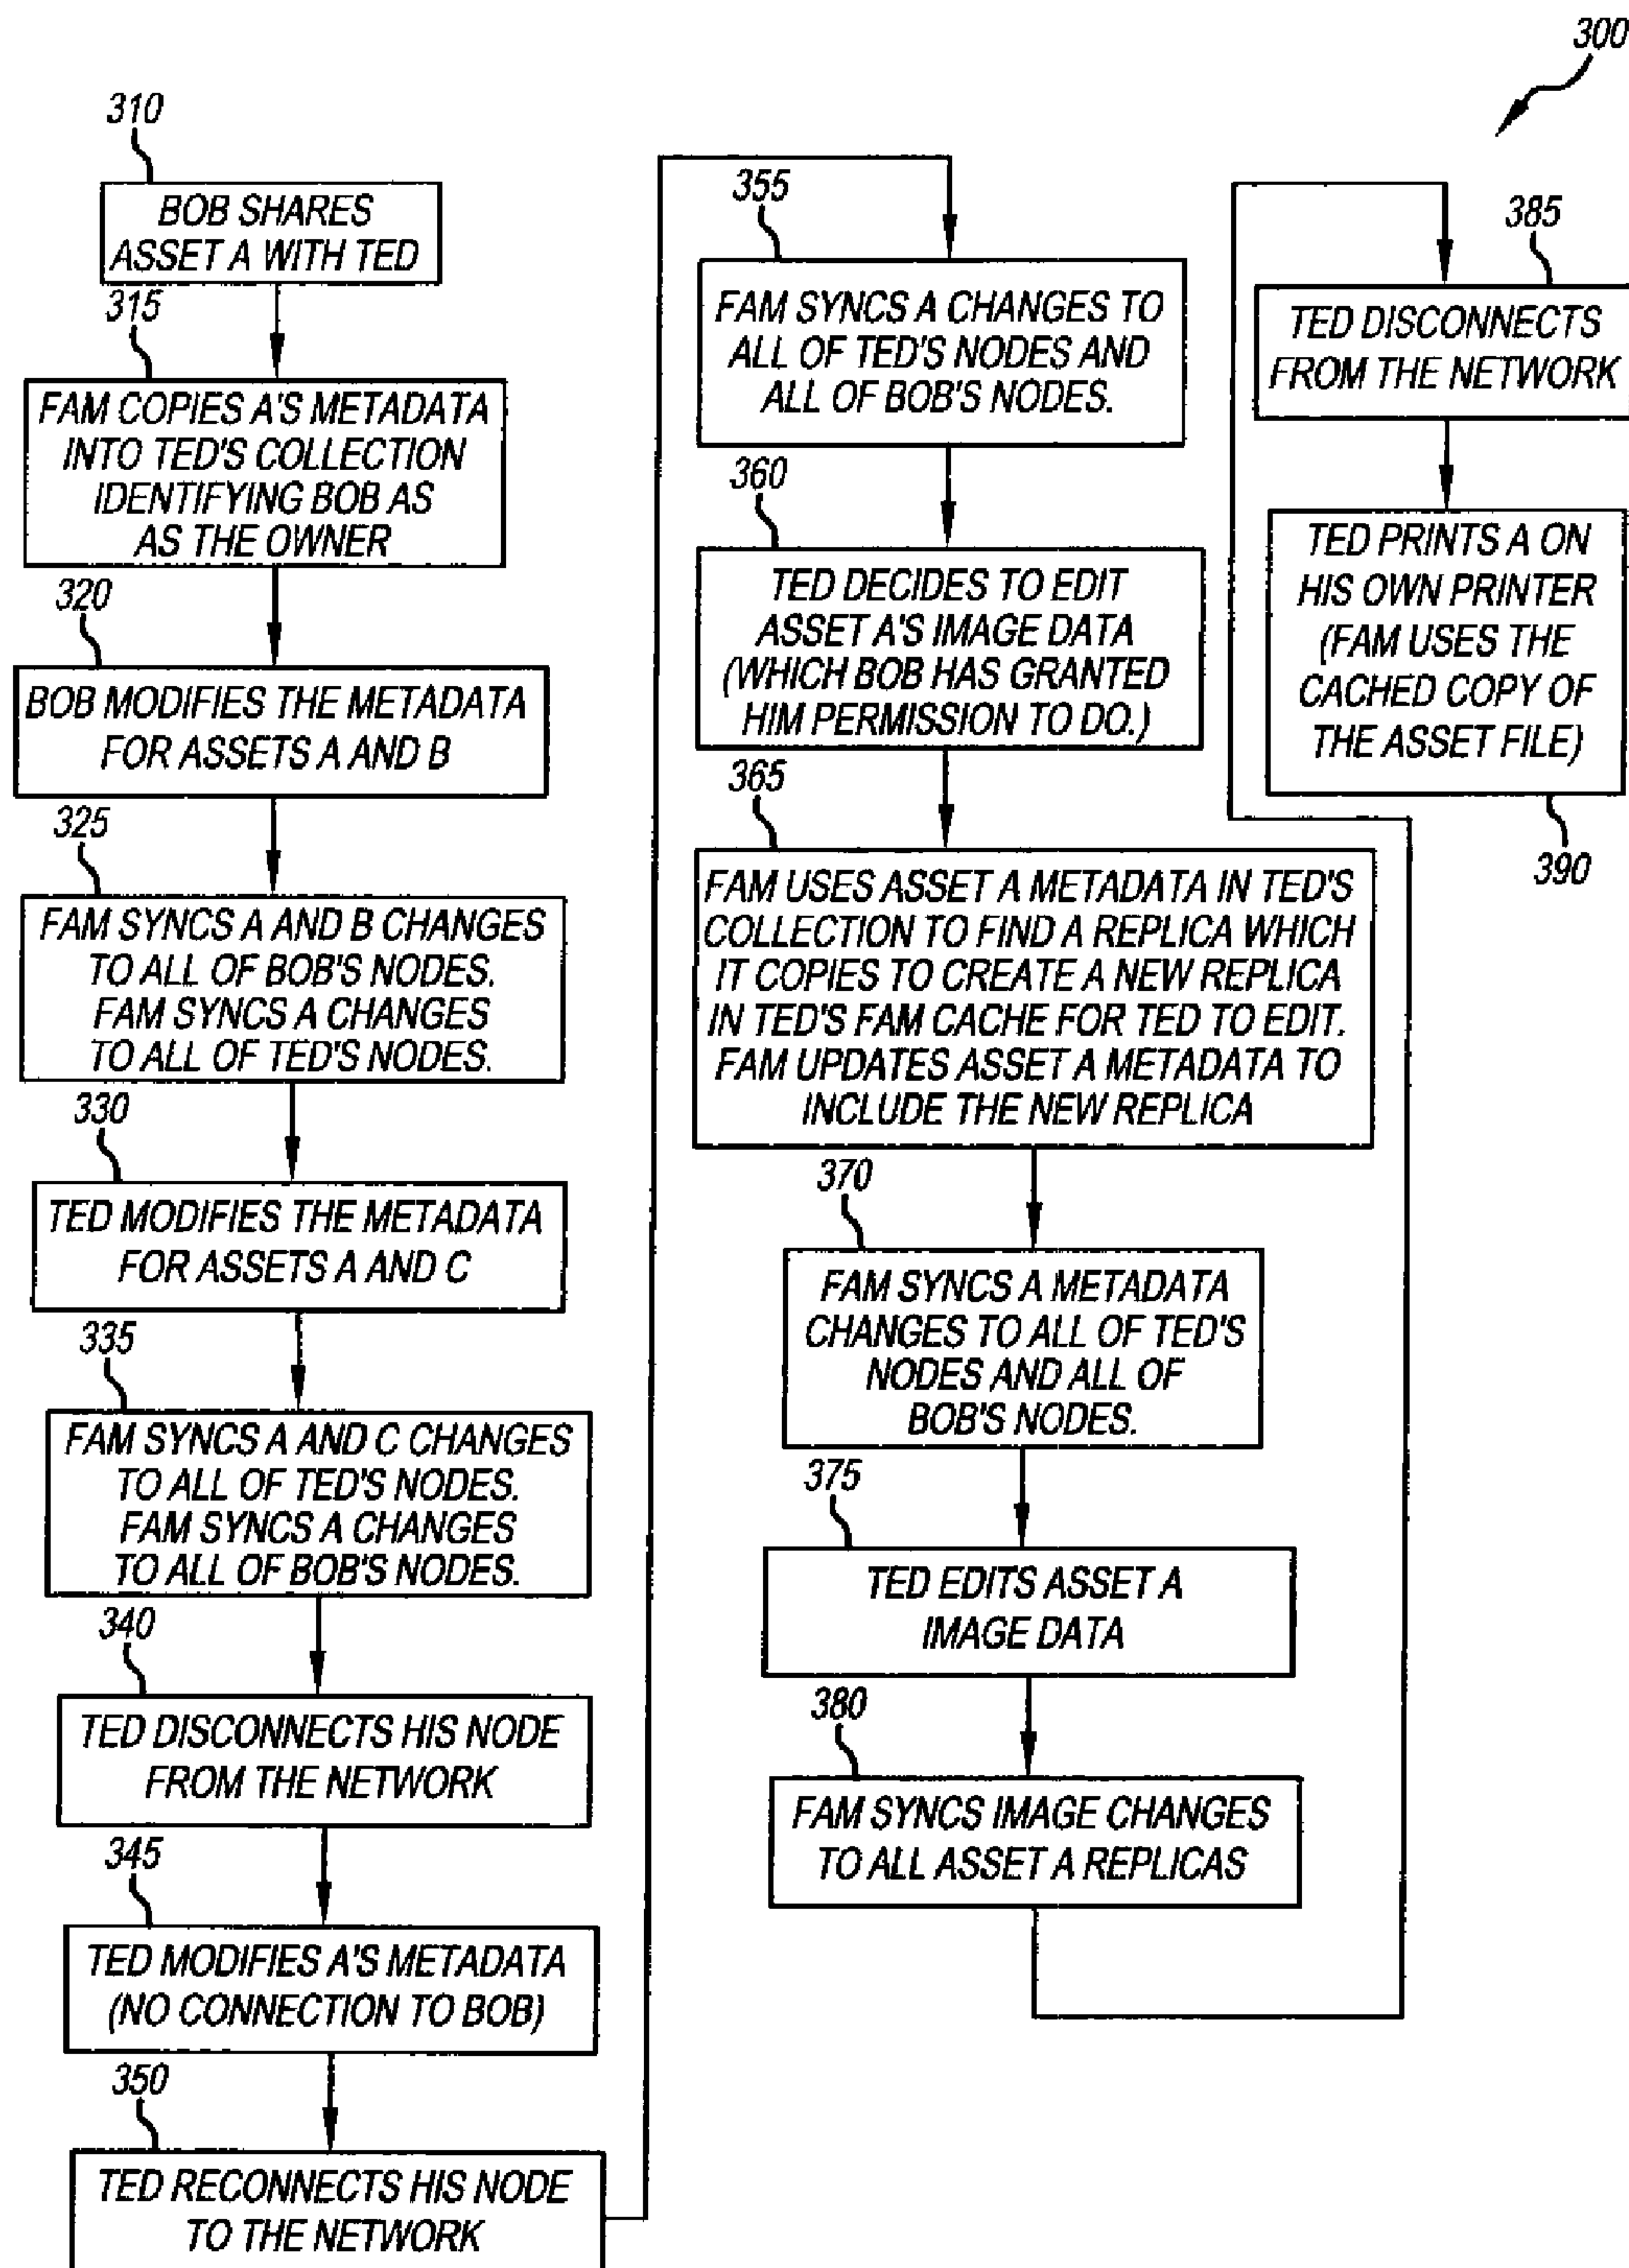 300
310
BOB SHARES
ASSET A WITH TED
315
FAM COPIES A'S METADATA
INTO TED'S COLLECTION
IDENTIFYING BOB AS
AS THE OWNER
320
BOB MODIFIES THE METADATA
FOR ASSETS A AND B
325
FAM SYNCS A AND B CHANGES
TO ALL OF BOB'S NODES.
FAM SYNCS A CHANGES
TO ALL OF TED'S NODES.
330
TED MODIFIES THE METADATA
FOR ASSETS A AND C
335
FAM SYNCS A AND C CHANGES
TO ALL OF TED'S NODES.
FAM SYNCS A CHANGES
TO ALL OF BOB'S NODES.
340
TED DISCONNECTS HIS NODE
FROM THE NETWORK
345
TED MODIFIES A'S METADATA
(NO CONNECTION TO BOB)
350
TED RECONNECTS HIS NODE
TO THE NETWORK
355
FAM SYNCS A CHANGES TO
ALL OF TED'S NODES AND
ALL OF BOB'S NODES.
360
TED DECIDES TO EDIT
ASSET A'S IMAGE DATA
(WHICH BOB HAS GRANTED
HIM PERMISSION TO DO.)
365
FAM USES ASSET A METADATA IN TED'S
COLLECTION TO FIND A REPLICA WHICH
IT COPIES TO CREATE A NEW REPLICA
IN TED'S FAM CACHE FOR TED TO EDIT.
FAM UPDATES ASSET A METADATA TO
INCLUDE THE NEW REPLICA
370
FAM SYNCS A METADATA
CHANGES TO ALL OF TED'S
NODES AND ALL OF
BOB'S NODES.
375
TED EDITS ASSET A
IMAGE DATA
380
FAM SYNCS IMAGE CHANGES
TO ALL ASSET A REPLICAS
385
TED DISCONNECTS
FROM THE NETWORK
TED PRINTS A ON
HIS OWN PRINTER
(FAM USES THE
CACHED COPY OF
THE ASSET FILE)
390